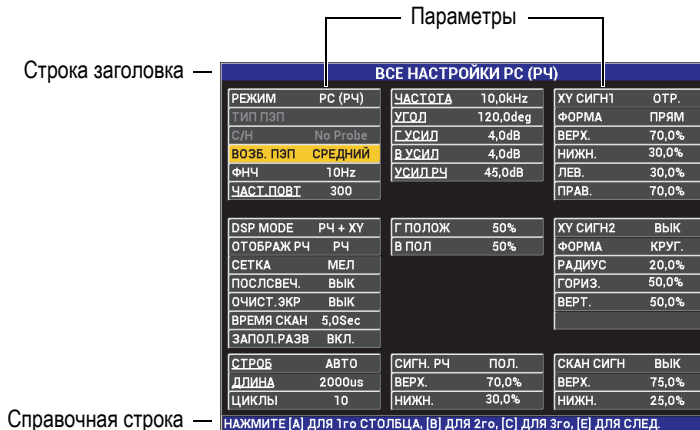 Параметры
Строка заголовка
ВСЕ НАСТРОЙКИ PC (РЧ)
РЕЖИМ PC (РЧ) ЧАСТОТА 10,0kHz XY СИГН1 ОТР.
ТИП ПЭП УГОЛ 120,0deg ФОРМА ПРЯМ
С/Н No Probe Г УСИЛ 4,0dB ВЕРХ. 70,0%
ВОЗБ. ПЭП СРЕДНИЙ В УСИЛ 4,0dB НИЖН. 30,0%
ФНЧ 10Hz УСИЛ РЧ 45,0dB ЛЕВ. 30,0%
ЧАСТ.ПОВТ 300 ПРАВ. 70,0%
DSP MODE РЧ + XY Г ПОЛОЖ 50% XY СИГН2 ВЫК
ОТОБРАЖ РЧ РЧ В ПОЛ 50% ФОРМА КРУГ.
СЕТКА МЕЛ РАДИУС 20,0%
ПОСЛСВЕЧ. ВЫК ГОРИЗ. 50,0%
ОЧИСТ.ЭКР ВЫК ВЕРТ. 50,0%
ВРЕМЯ СКАН 5,0Sec
ЗАПОЛ.РАЗВ ВКЛ.
СТРОБ АВТО СИГН. РЧ ПОЛ. СКАН СИГН ВЫК
ДЛИНА 2000us ВЕРХ. 70,0% ВЕРХ. 75,0%
ЦИКЛЫ 10 НИЖН. 30,0% НИЖН. 25,0%
Справочная строка
НАЖМИТЕ [A] ДЛЯ 1го СТОЛБЦА, [B] ДЛЯ 2го, [C] ДЛЯ 3го, [E] ДЛЯ СЛЕД.